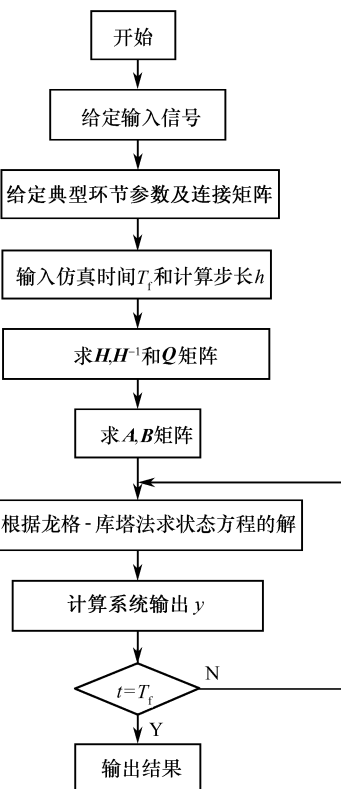 开始
给定输入信号
给定典型环节参数及连接矩阵
输入仿真时间Tf和计算步长h
求H,H⁻¹和Q矩阵
求A,B矩阵
根据龙格-库塔法求状态方程的解
计算系统输出y
t=Tf
N
Y
输出结果